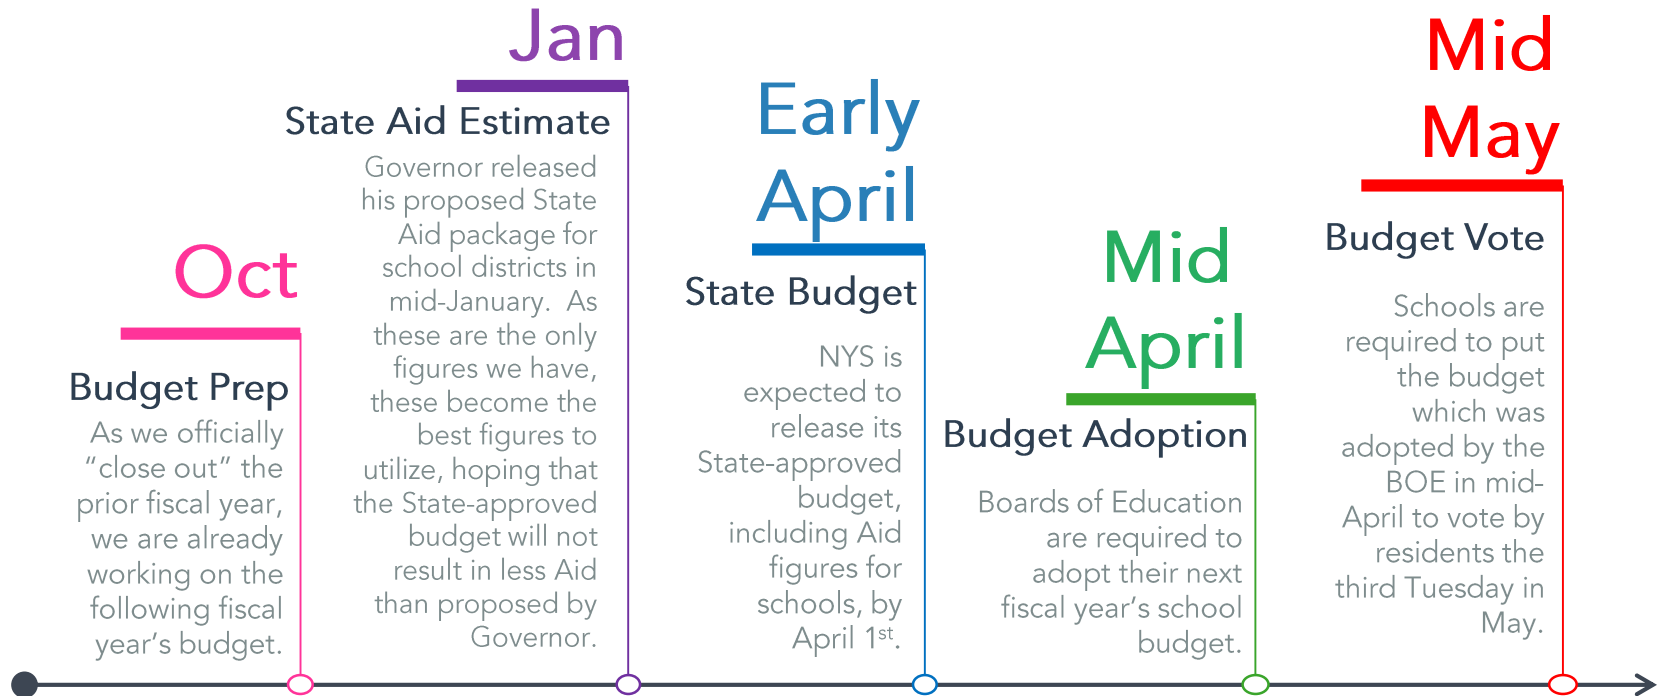 Oct
Budget Prep
As we officially
“close out” the
prior fiscal year,
we are already
working on the
following fiscal
year’s budget.
Jan
State Aid Estimate
Governor released
his proposed State
Aid package for
school districts in
mid-January.  As
these are the only
figures we have,
these become the
best figures to
utilize, hoping that
the State-approved
budget will not
result in less Aid
than proposed by
Governor.
Early
April
State Budget
NYS is
expected to
release its
State-approved
budget,
including Aid
figures for
schools, by
April 1st.
Mid
April
Budget Adoption
Boards of Education
are required to
adopt their next
fiscal year’s school
budget.
Mid
May
Budget Vote
Schools are
required to put
the budget
which was
adopted by the
BOE in mid-
April to vote by
residents the
third Tuesday in
May.